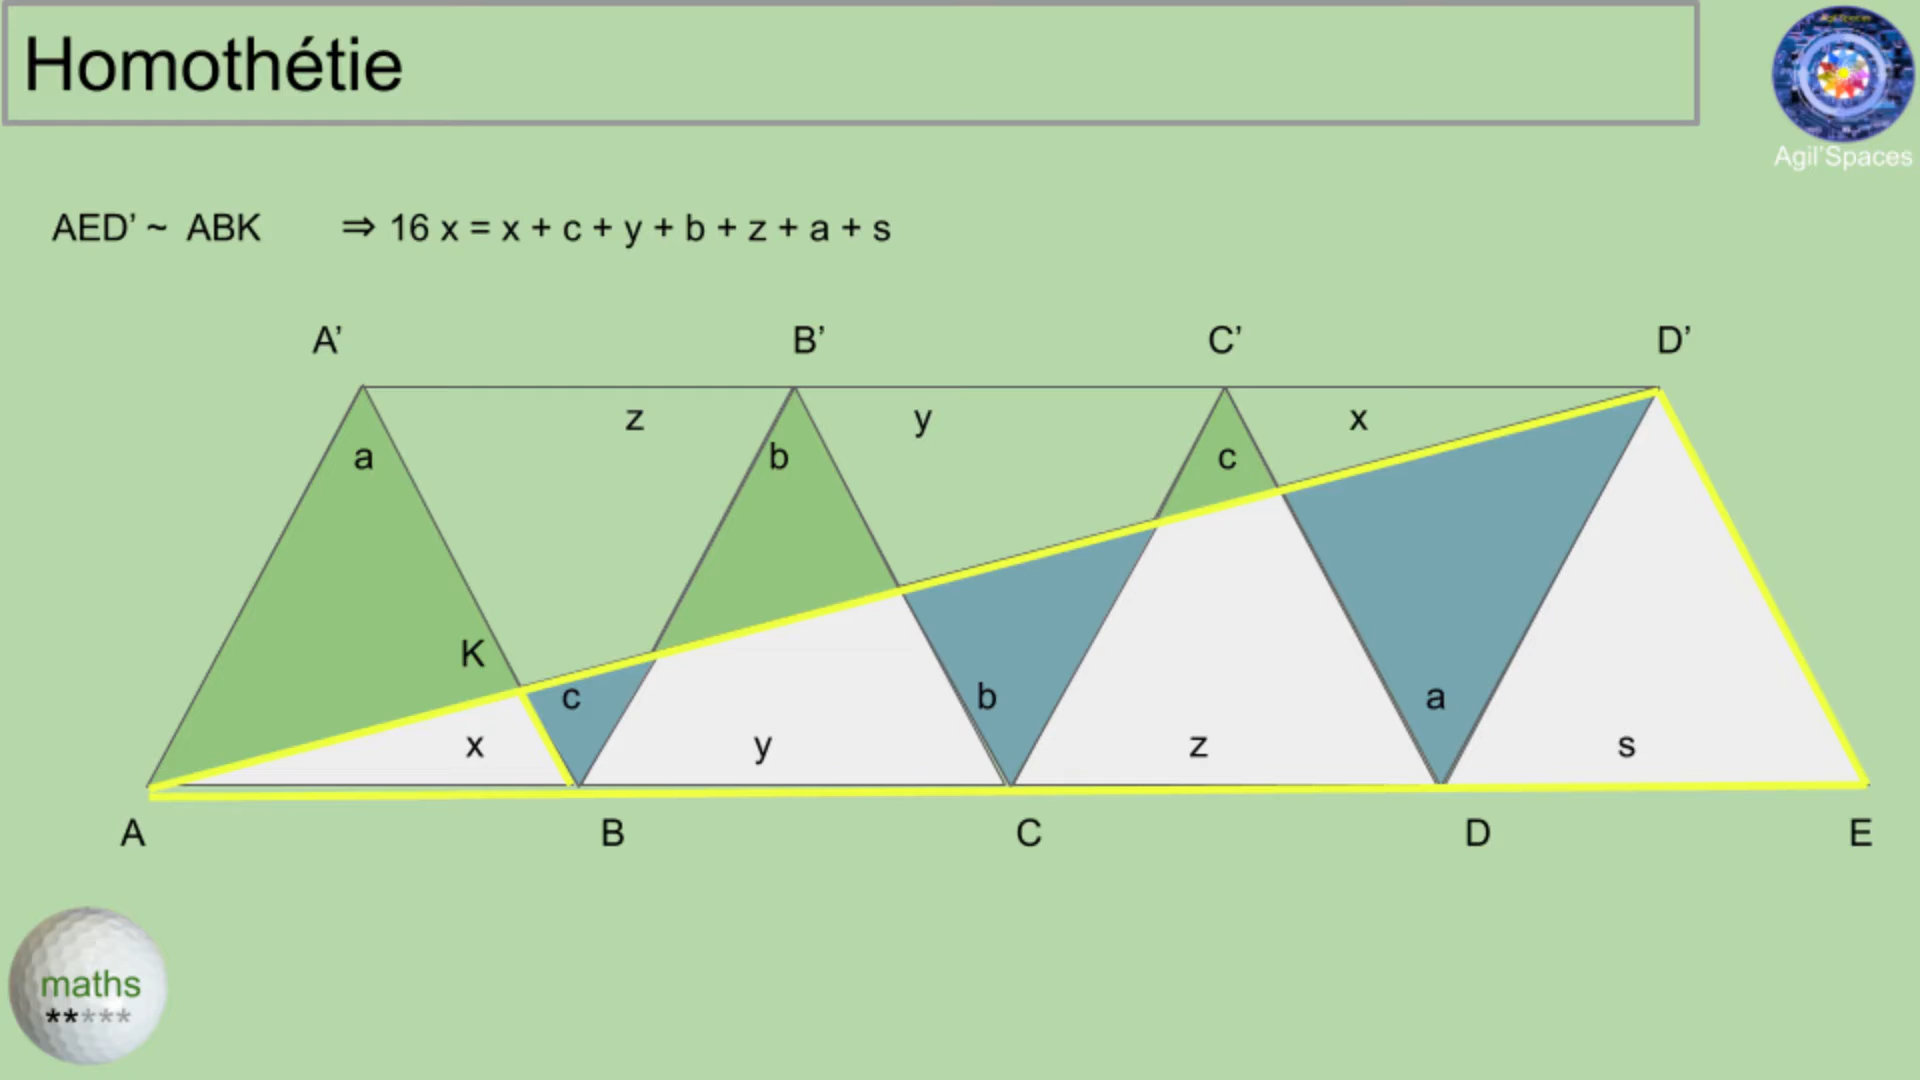 Homothétie
Agil'Spaces
AED’ ~ ABK ⇒ 16 x = x + c + y + b + z + a + s
A’ B’ C’ D’
z y x
a b c
K
c b a
x y z s
A B C D E
maths
*****